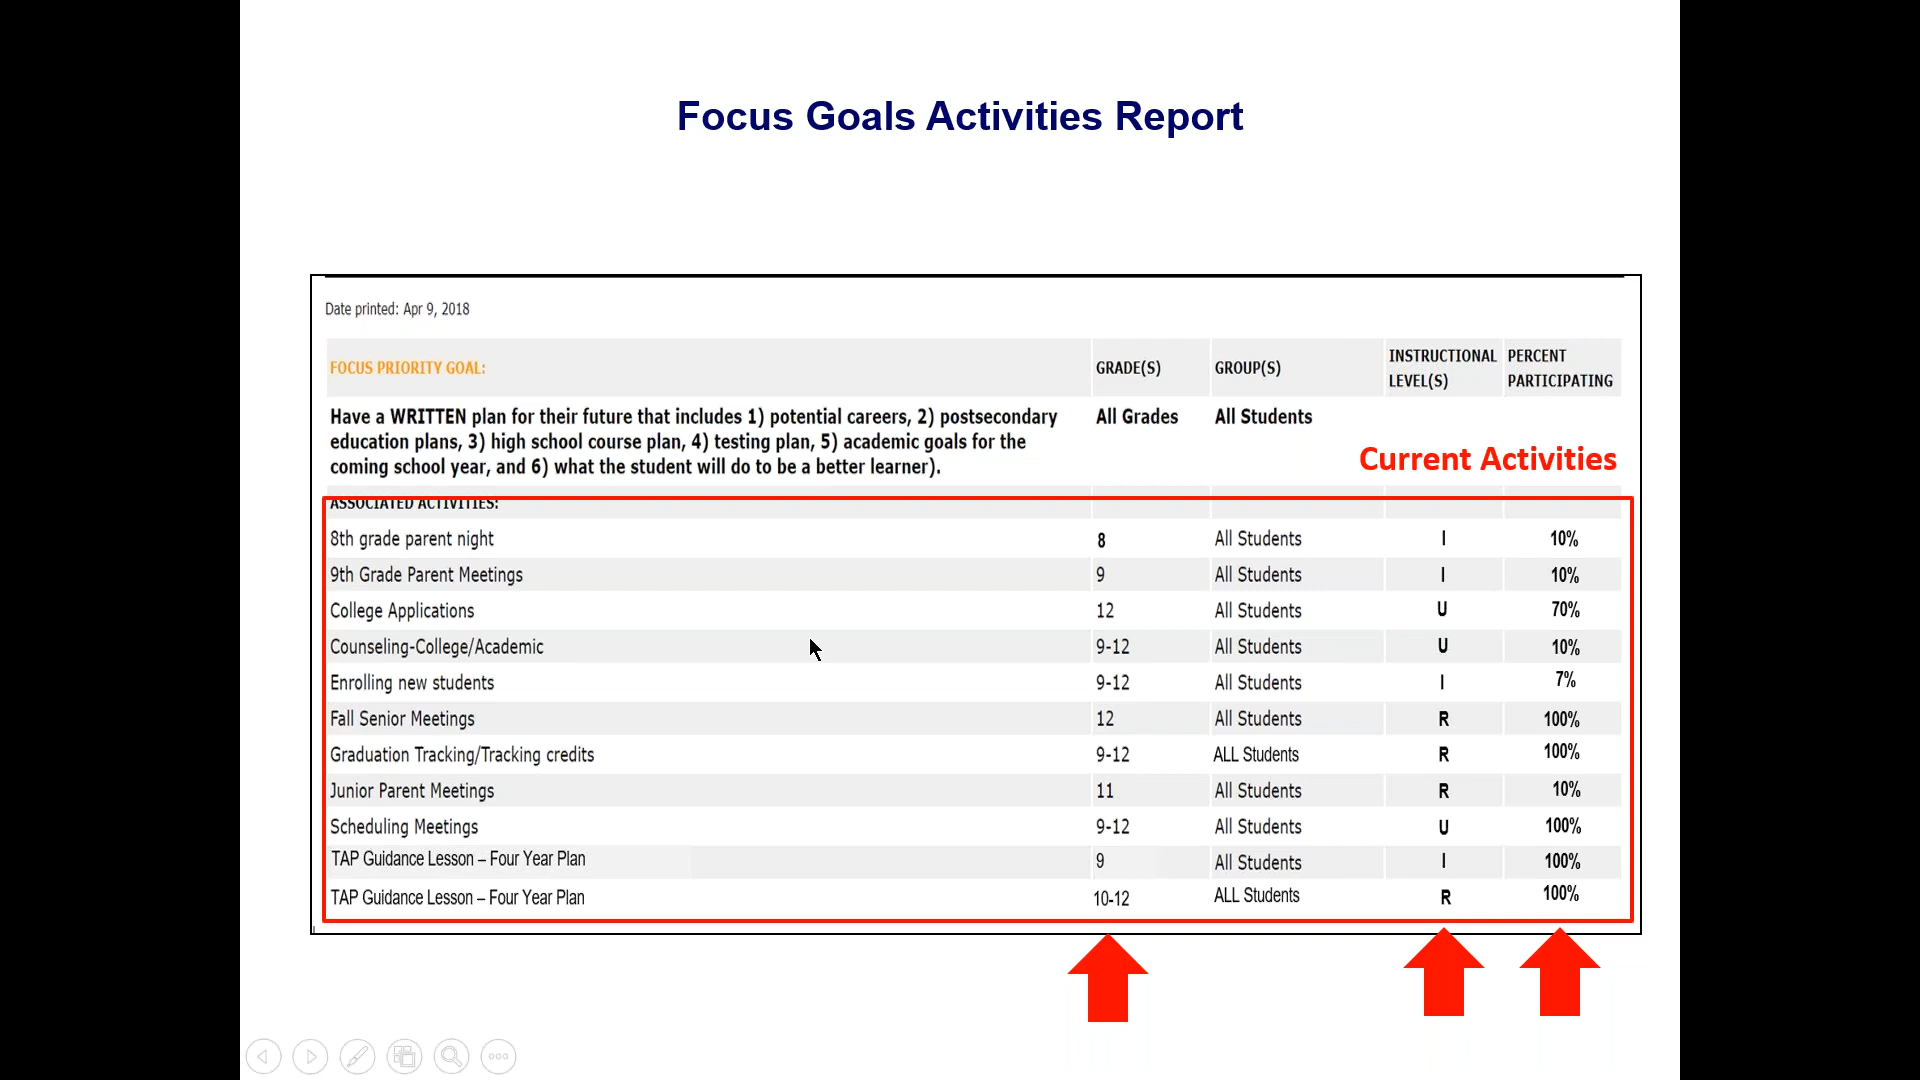 Focus Goals Activities Report
Date printed: Apr 9, 2018
FOCUS PRIORITY GOAL: GRADE(S) GROUP(S) INSTRUCTIONAL LEVEL(S) PERCENT PARTICIPATING
Have a WRITTEN plan for their future that includes 1) potential careers, 2) postsecondary All Grades All Students
education plans, 3) high school course plan, 4) testing plan, 5) academic goals for the
coming school year, and 6) what the student will do to be a better learner).
Current Activities
ASSOCIATED ACTIVITIES:
8th grade parent night 8 All Students I 10%
9th Grade Parent Meetings 9 All Students I 10%
College Applications 12 All Students U 70%
Counseling-College/Academic 9-12 All Students U 10%
Enrolling new students 9-12 All Students I 7%
Fall Senior Meetings 12 All Students R 100%
Graduation Tracking/Tracking credits 9-12 ALL Students R 100%
Junior Parent Meetings 11 All Students R 10%
Scheduling Meetings 9-12 All Students U 100%
TAP Guidance Lesson – Four Year Plan 9 All Students I 100%
TAP Guidance Lesson – Four Year Plan 10-12 ALL Students R 100%